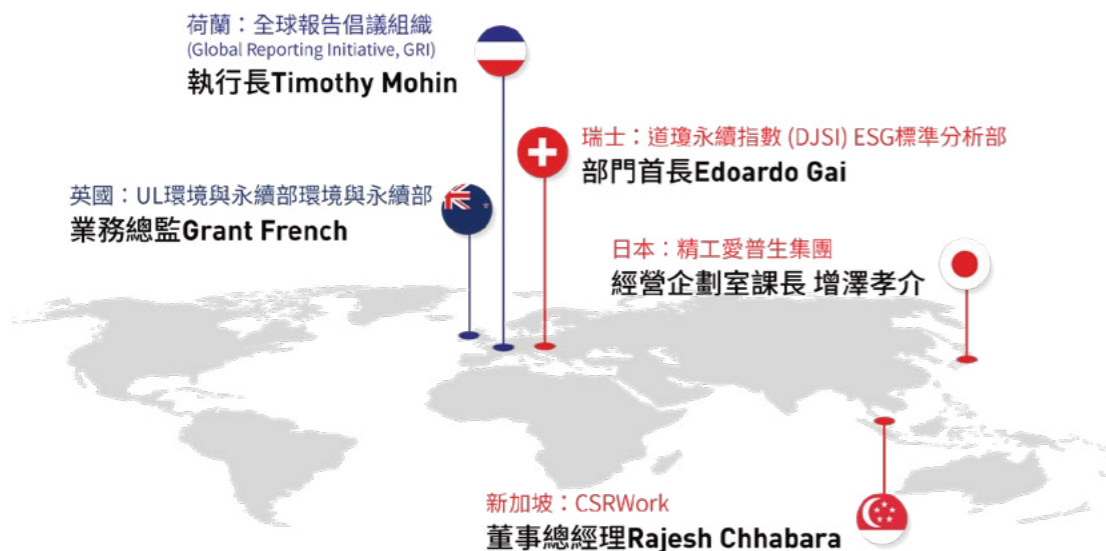 荷蘭：全球報告倡議組織
(Global Reporting Initiative, GRI)
執行長Timothy Mohin
瑞士：道瓊永續指數 (DJSI) ESG標準分析部
部門首長Edoardo Gai
英國：UL環境與永續部環境與永續部
業務總監Grant French
日本：精工愛普生集團
經營企劃室課長 增澤孝介
新加坡：CSRWork
董事總經理Rajesh Chhabara